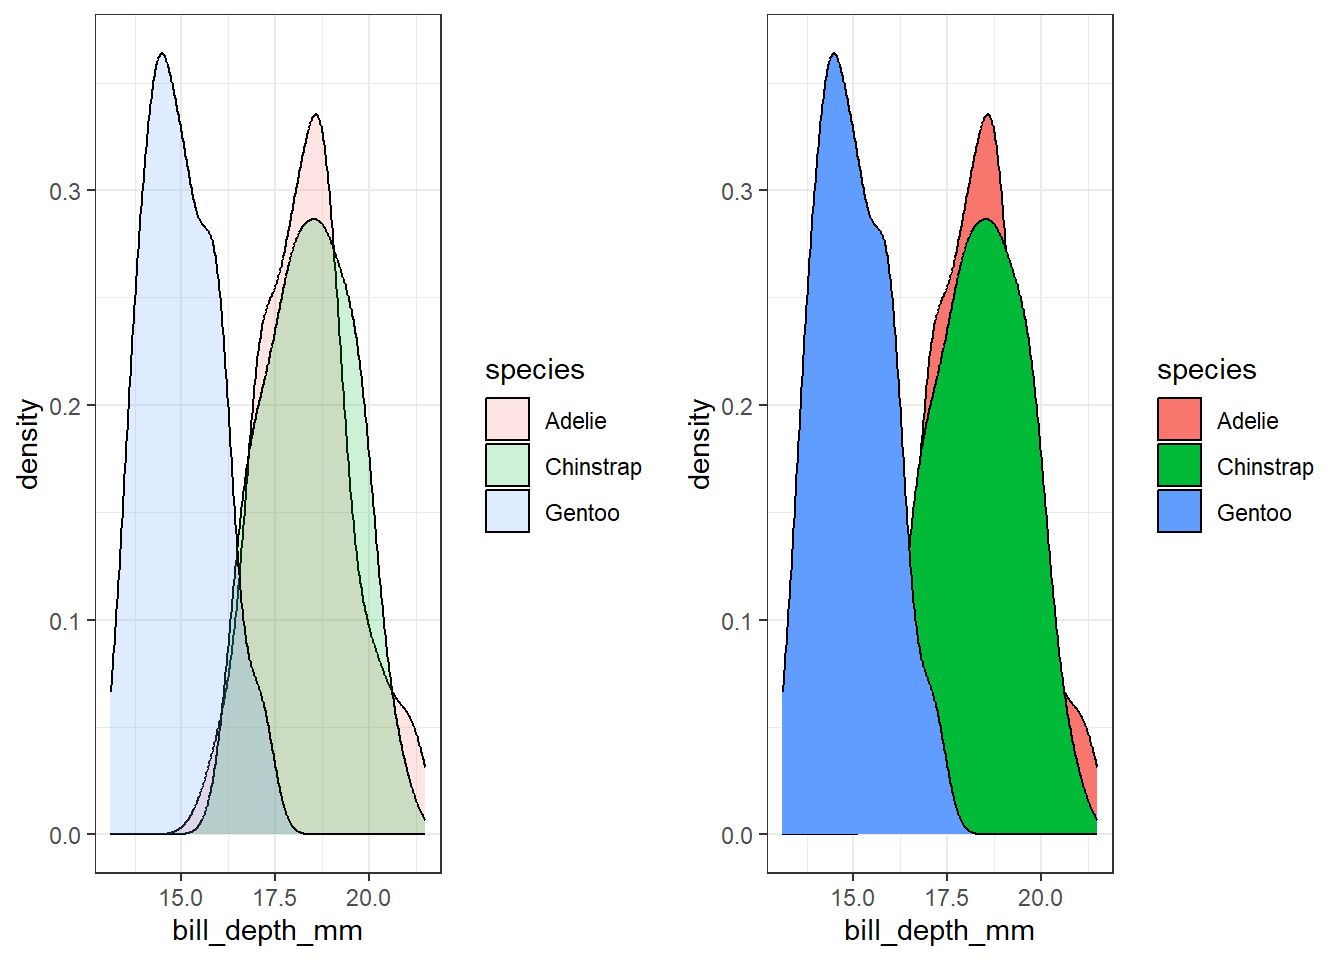 density
0.3
0.2
0.1
0.0
15.0 17.5 20.0
bill_depth_mm
species
Adelie
Chinstrap
Gentoo
density
0.3
0.2
0.1
0.0
15.0 17.5 20.0
bill_depth_mm
species
Adelie
Chinstrap
Gentoo